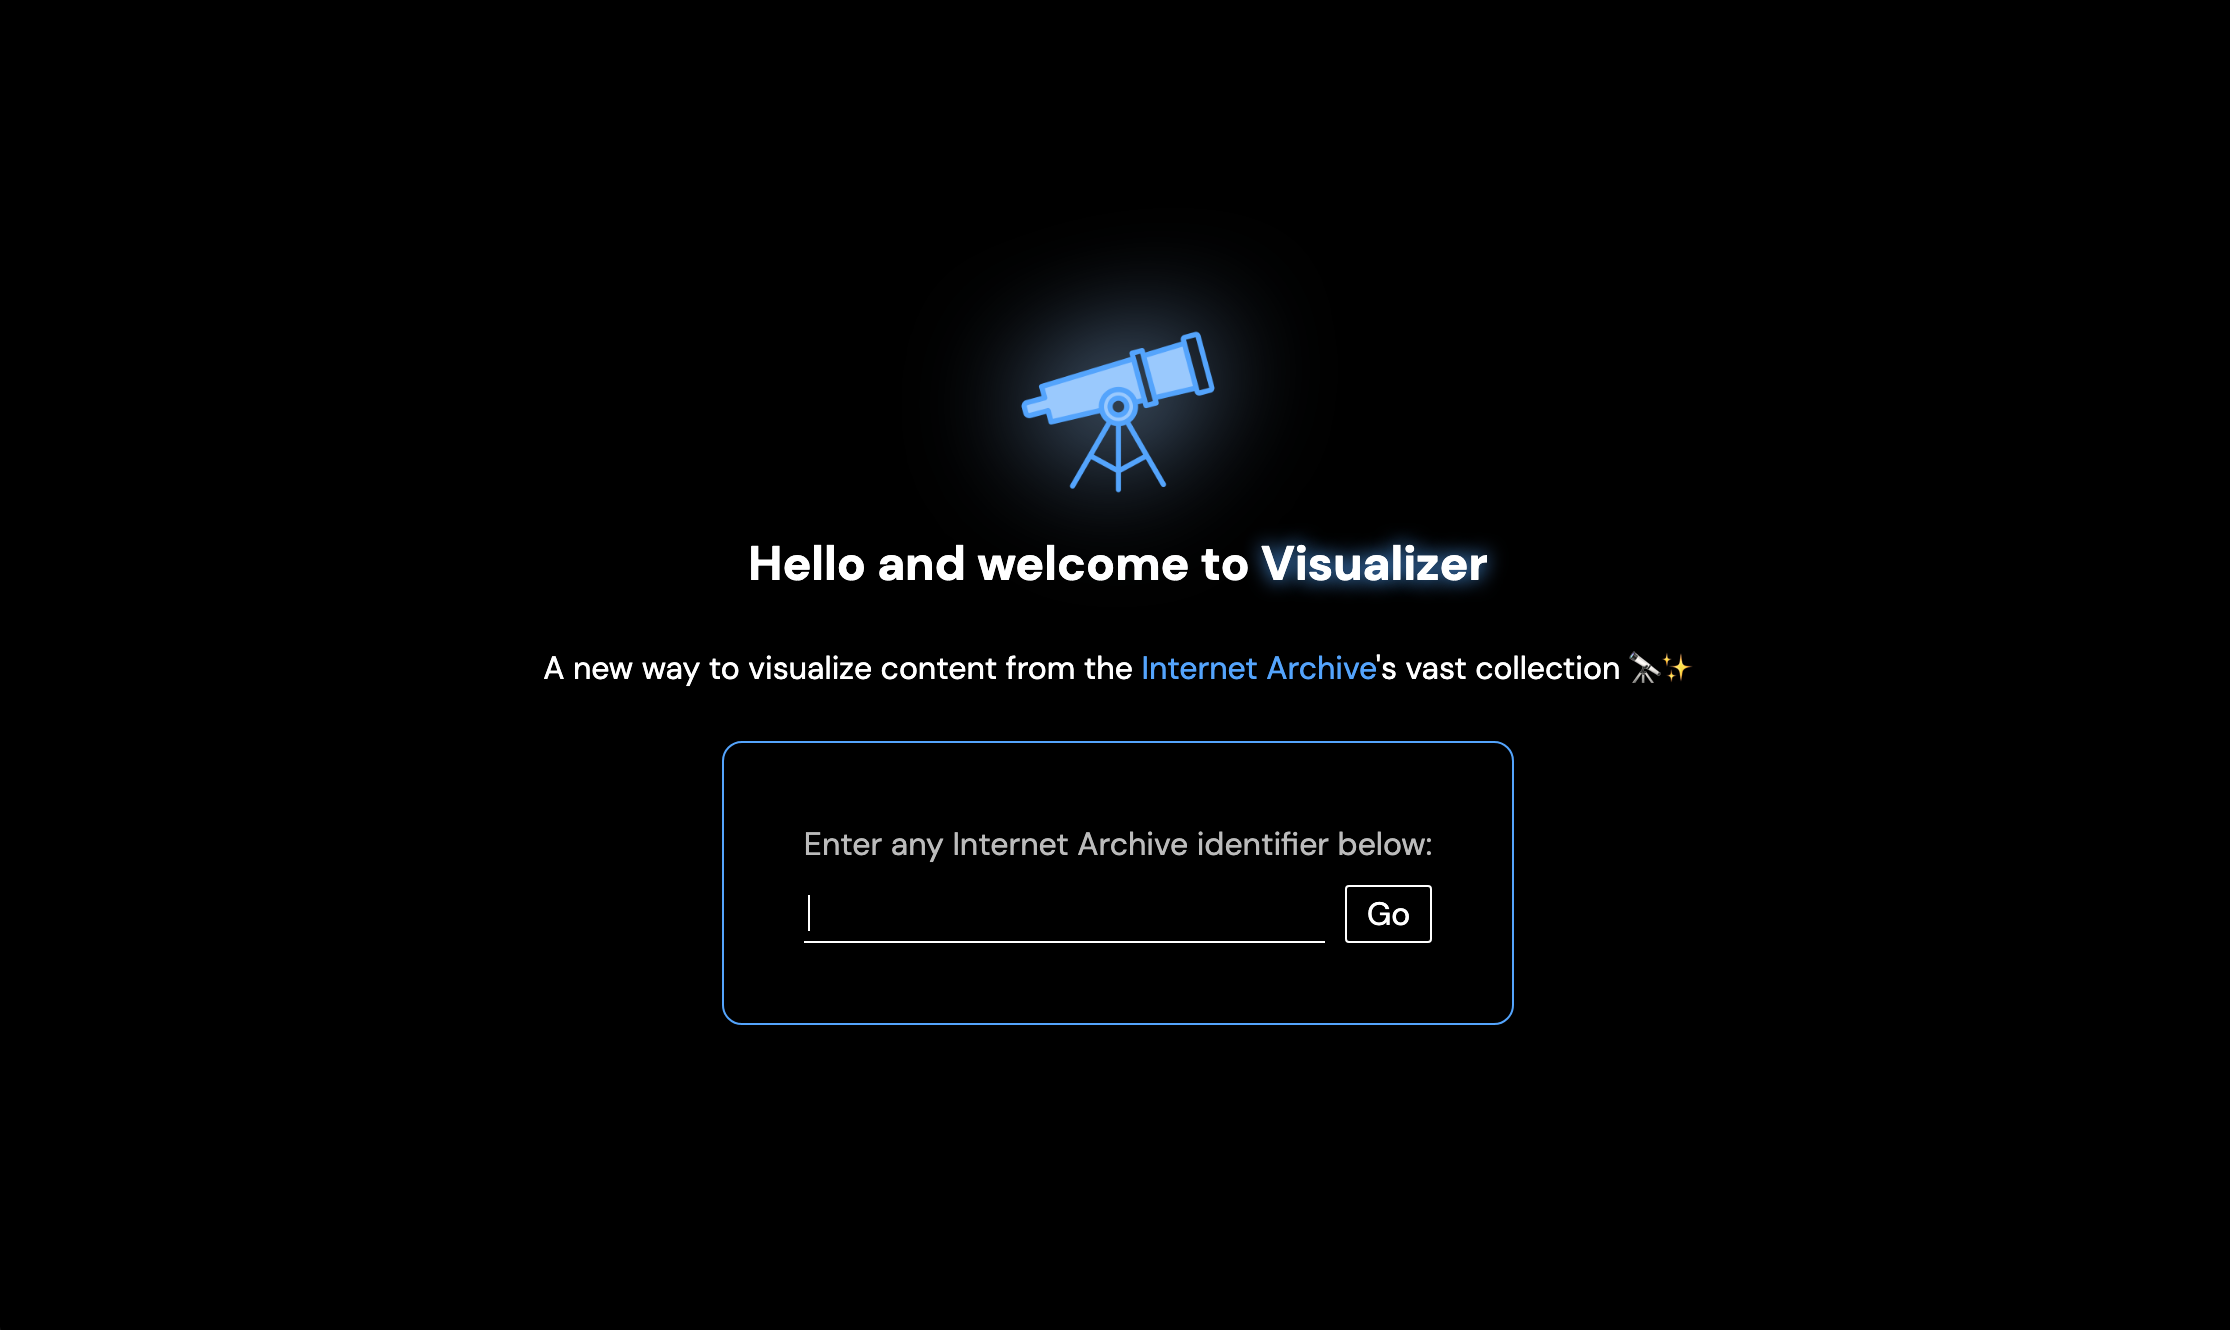 Hello and welcome to Visualizer
A new way to visualize content from the Internet Archive's vast collection 🔭✨
Enter any Internet Archive identifier below:
Go